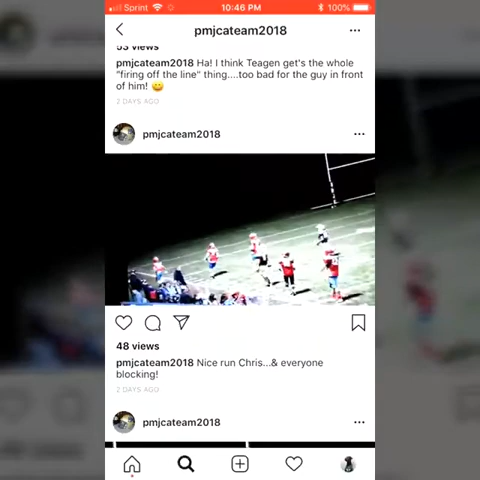 Sprint 10:46 PM 100%
pmjcateam2018
53 views
pmjcateam2018 Ha! I think Teagen get's the whole
"firing off the line" thing....too bad for the guy in front
of him! 😀
2 DAYS AGO
pmjcateam2018
48 views
pmjcateam2018 Nice run Chris...& everyone
blocking!
2 DAYS AGO
pmjcateam2018